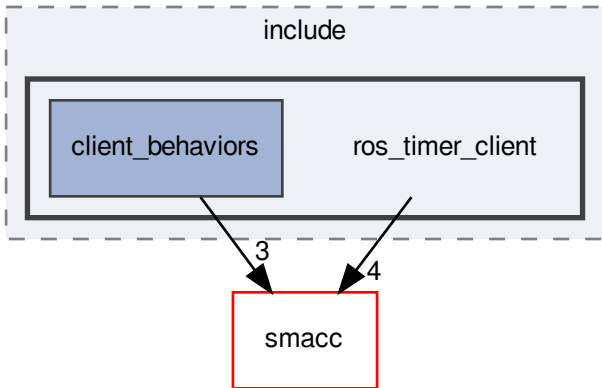 include
client_behaviors
ros_timer_client
3
4
smacc